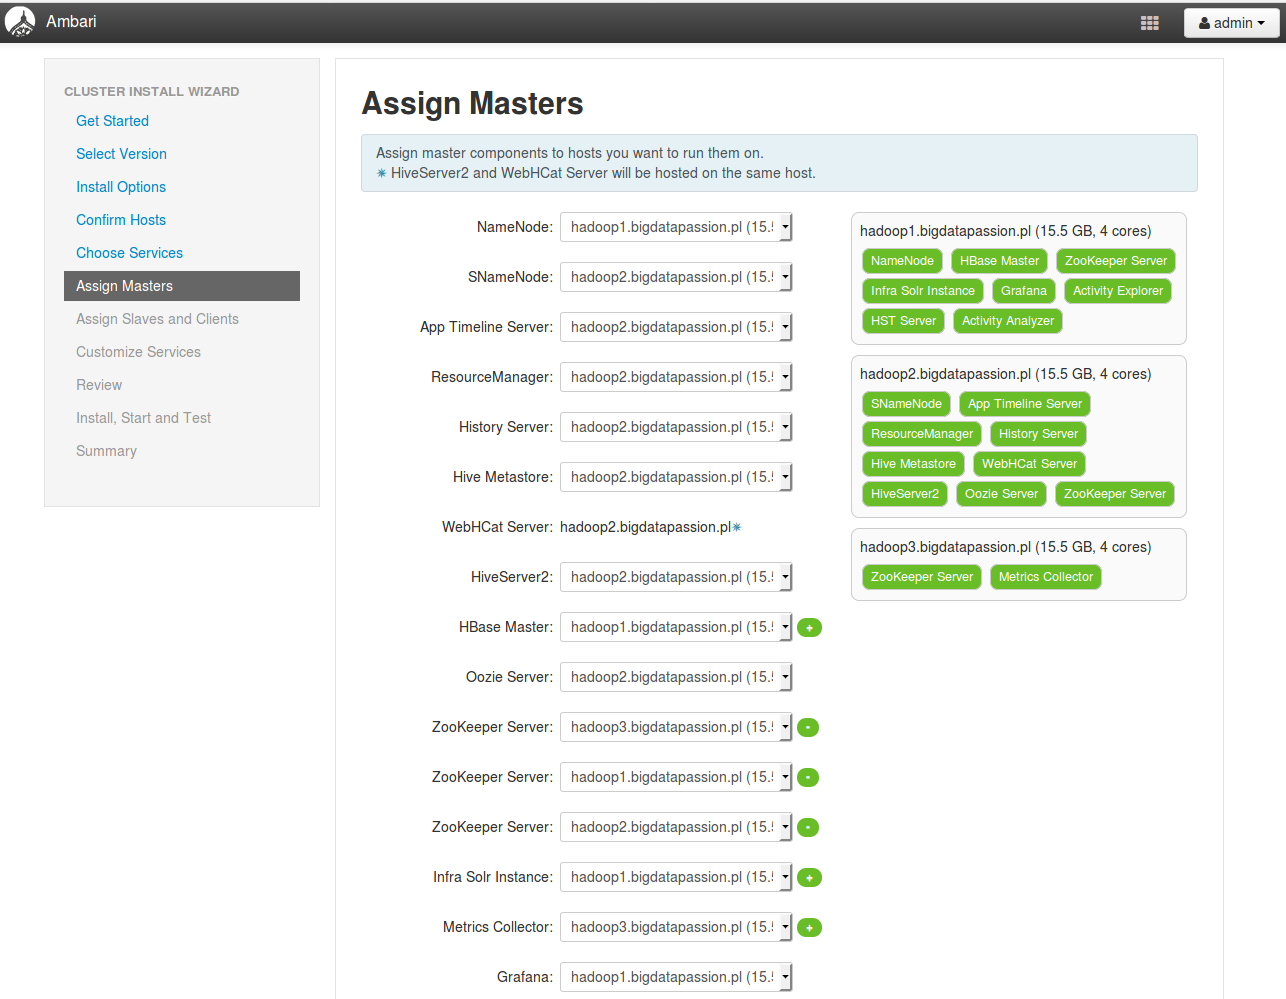 Ambari
admin
CLUSTER INSTALL WIZARD
Get Started
Select Version
Install Options
Confirm Hosts
Choose Services
Assign Masters
Assign Slaves and Clients
Customize Services
Review
Install, Start and Test
Summary
Assign Masters
Assign master components to hosts you want to run them on.
✷ HiveServer2 and WebHCat Server will be hosted on the same host.
NameNode: hadoop1.bigdatapassion.pl (15.5
SNameNode: hadoop2.bigdatapassion.pl (15.5
App Timeline Server: hadoop2.bigdatapassion.pl (15.5
ResourceManager: hadoop2.bigdatapassion.pl (15.5
History Server: hadoop2.bigdatapassion.pl (15.5
Hive Metastore: hadoop2.bigdatapassion.pl (15.5
WebHCat Server: hadoop2.bigdatapassion.pl✷
HiveServer2: hadoop2.bigdatapassion.pl (15.5
HBase Master: hadoop1.bigdatapassion.pl (15.5 +
Oozie Server: hadoop2.bigdatapassion.pl (15.5
ZooKeeper Server: hadoop3.bigdatapassion.pl (15.5 -
ZooKeeper Server: hadoop1.bigdatapassion.pl (15.5 -
ZooKeeper Server: hadoop2.bigdatapassion.pl (15.5 -
Infra Solr Instance: hadoop1.bigdatapassion.pl (15.5 +
Metrics Collector: hadoop3.bigdatapassion.pl (15.5 +
Grafana: hadoop1.bigdatapassion.pl (15.5
hadoop1.bigdatapassion.pl (15.5 GB, 4 cores)
NameNode HBase Master ZooKeeper Server
Infra Solr Instance Grafana Activity Explorer
HST Server Activity Analyzer
hadoop2.bigdatapassion.pl (15.5 GB, 4 cores)
SNameNode App Timeline Server
ResourceManager History Server
Hive Metastore WebHCat Server
HiveServer2 Oozie Server ZooKeeper Server
hadoop3.bigdatapassion.pl (15.5 GB, 4 cores)
ZooKeeper Server Metrics Collector